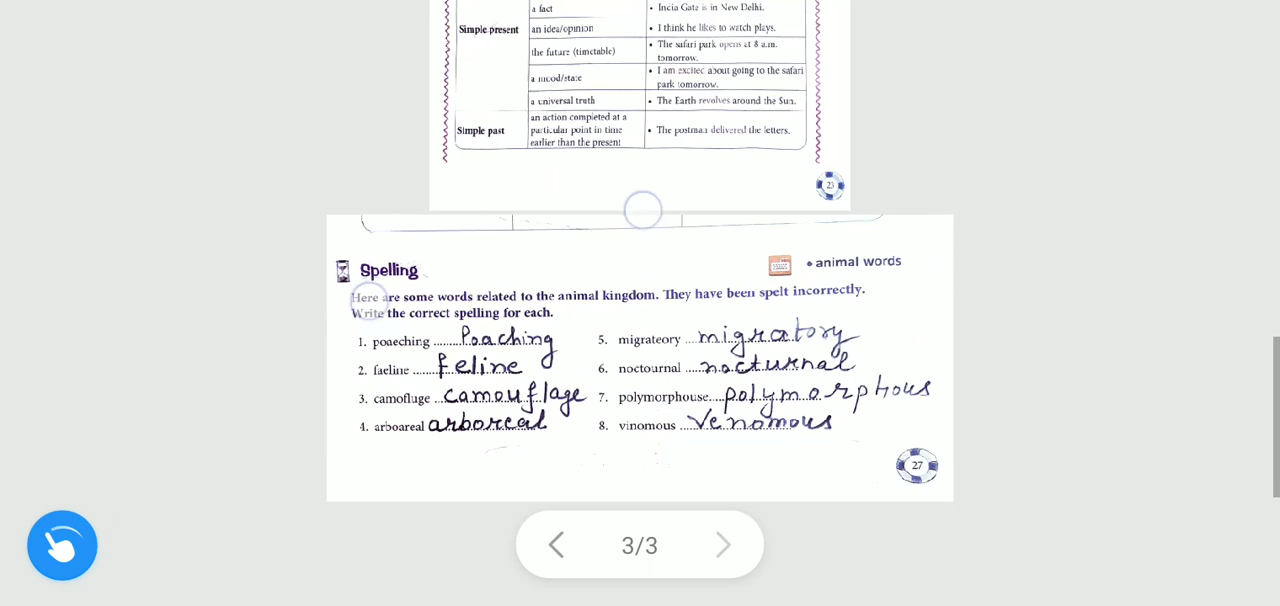 a fact • Incia Gate is in New Delhi.
Simple present an idea/opinion • I think he likes to watch plays.
the future (timetable) • The safari park opens at 8 a.m.
tomorrow.
a mood/state • I am excited about going to the safari
park tomorrow.
a universal truth • The Earth revolves around the Sun.
Simple past an action completed at a
particular point in time • The postman delivered the letters.
earlier than the present
23
Spelling • animal words
Here are some words related to the animal kingdom. They have been spelt incorrectly.
Write the correct spelling for each.
1. poaeching ......... Poaching 5. migrateory .... migratory
2. faeline ....... feline 6. noctournal ...... nocturnal
3. camofluge ... camouflage 7. polymorphouse.... polymorphous
4. arboareal arboreal 8. vinomous ...... Venomous
27
3/3